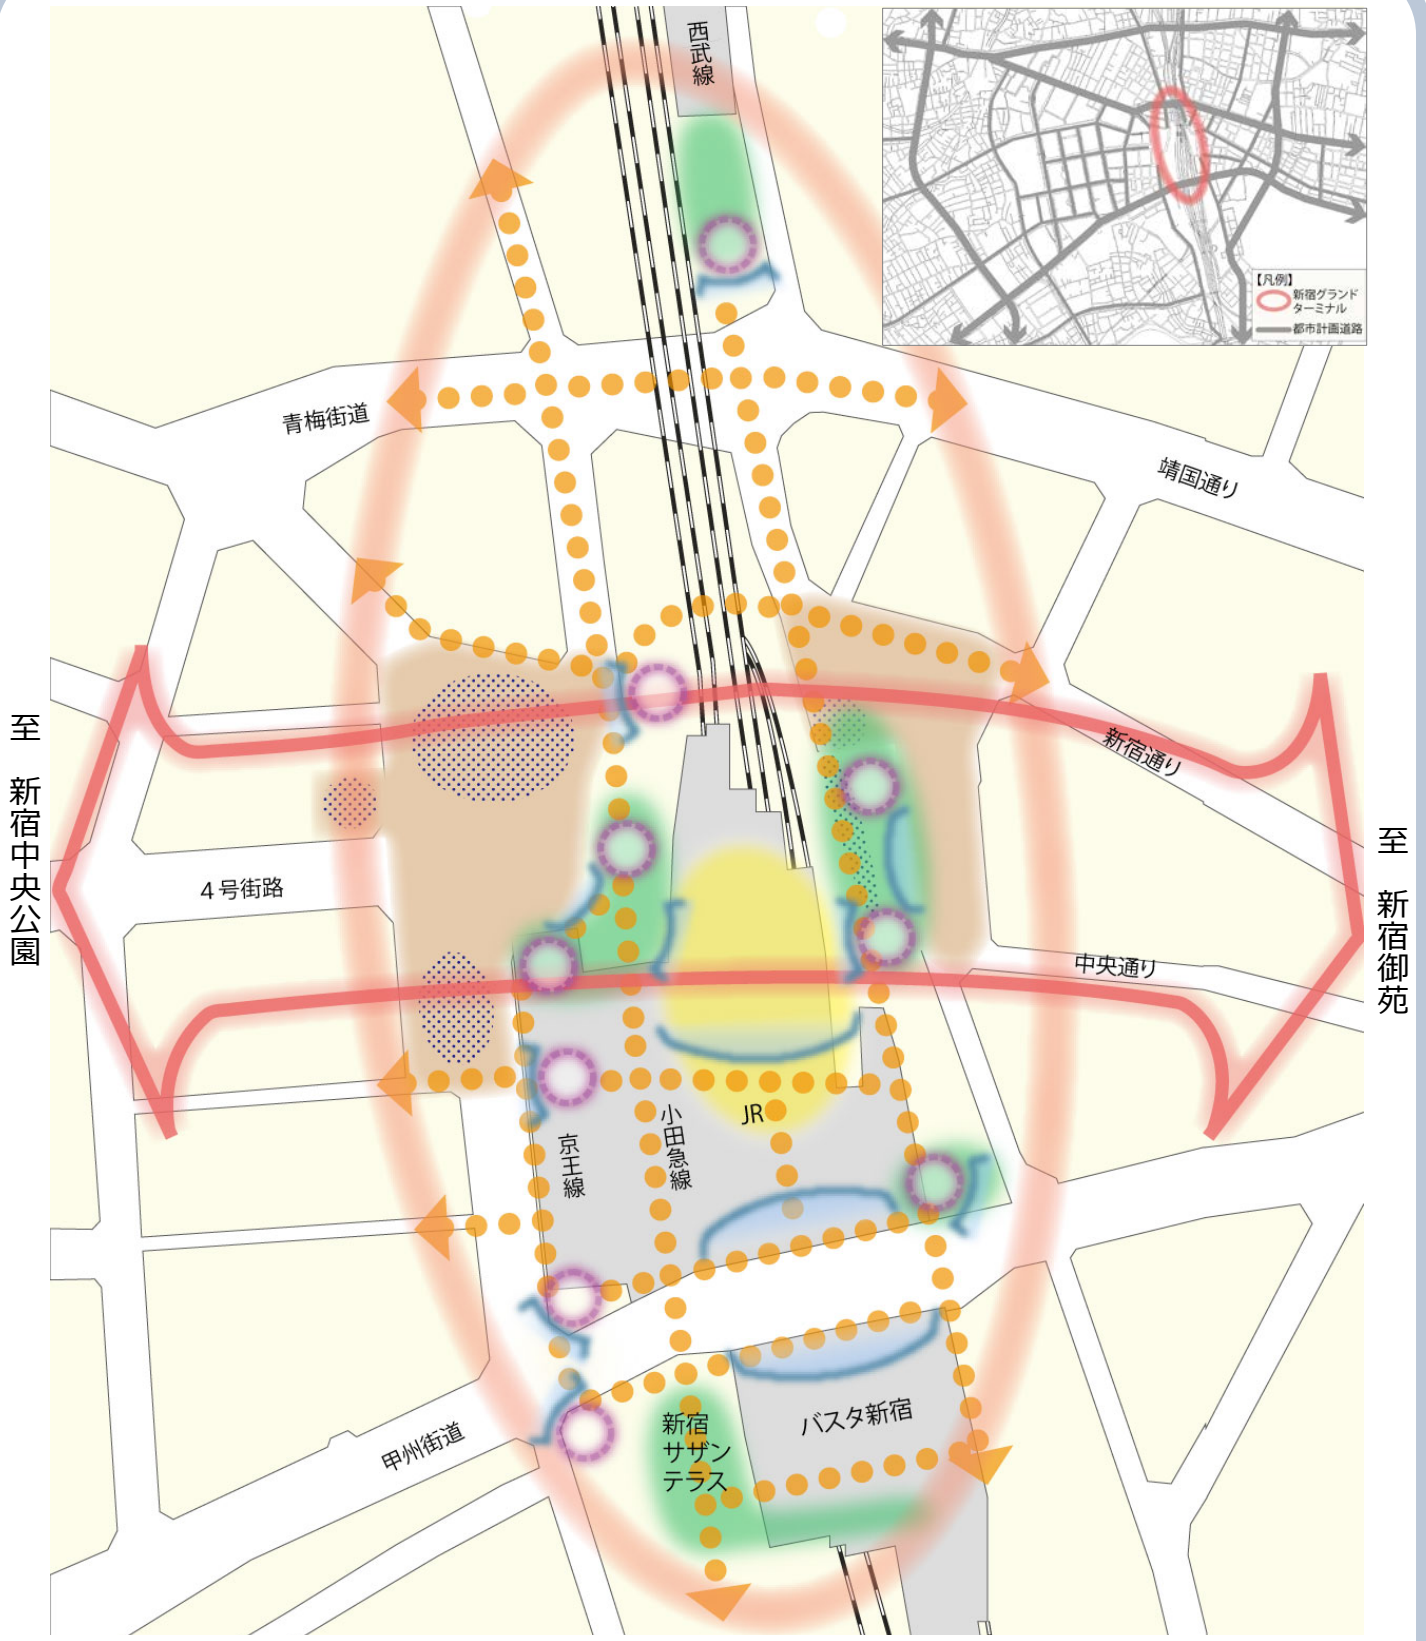 西武線
【凡例】
新宿グランド
ターミナル
都市計画道路
青梅街道
靖国通り
新宿通り
至 新宿中央公園
4号街路
至 新宿御苑
中央通り
JR
小田急線
京王線
新宿
サザン
テラス
バスタ新宿
甲州街道